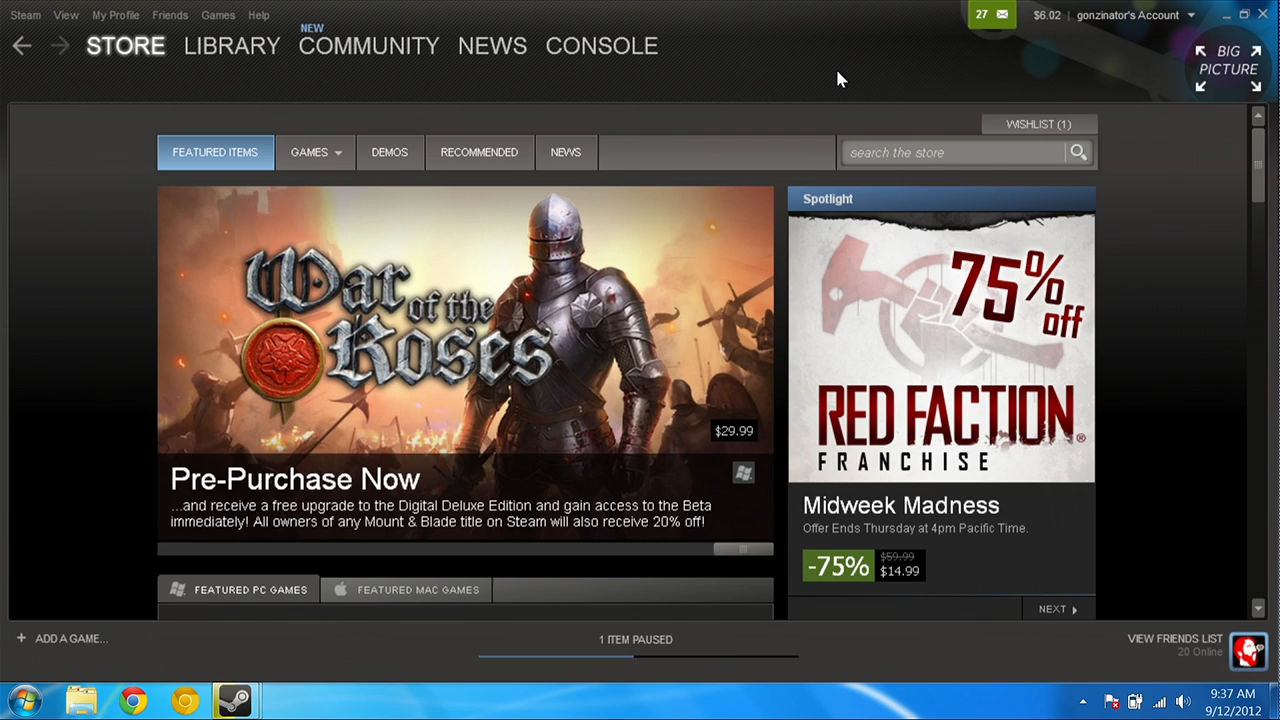 Steam View My Profile Friends Games Help
27 $6.02 gonzinator's Account
NEW
STORE LIBRARY COMMUNITY NEWS CONSOLE
BIG
PICTURE
WISHLIST (1)
FEATURED ITEMS GAMES DEMOS RECOMMENDED NEWS
search the store
War of the Roses
$29.99
Pre-Purchase Now
...and receive a free upgrade to the Digital Deluxe Edition and gain access to the Beta
immediately! All owners of any Mount & Blade title on Steam will also receive 20% off!
Spotlight
75% off
RED FACTION®
FRANCHISE
Midweek Madness
Offer Ends Thursday at 4pm Pacific Time.
-75% $59.99
$14.99
NEXT
FEATURED PC GAMES FEATURED MAC GAMES
+ ADD A GAME...
1 ITEM PAUSED
VIEW FRIENDS LIST
20 Online
9:37 AM
9/12/2012